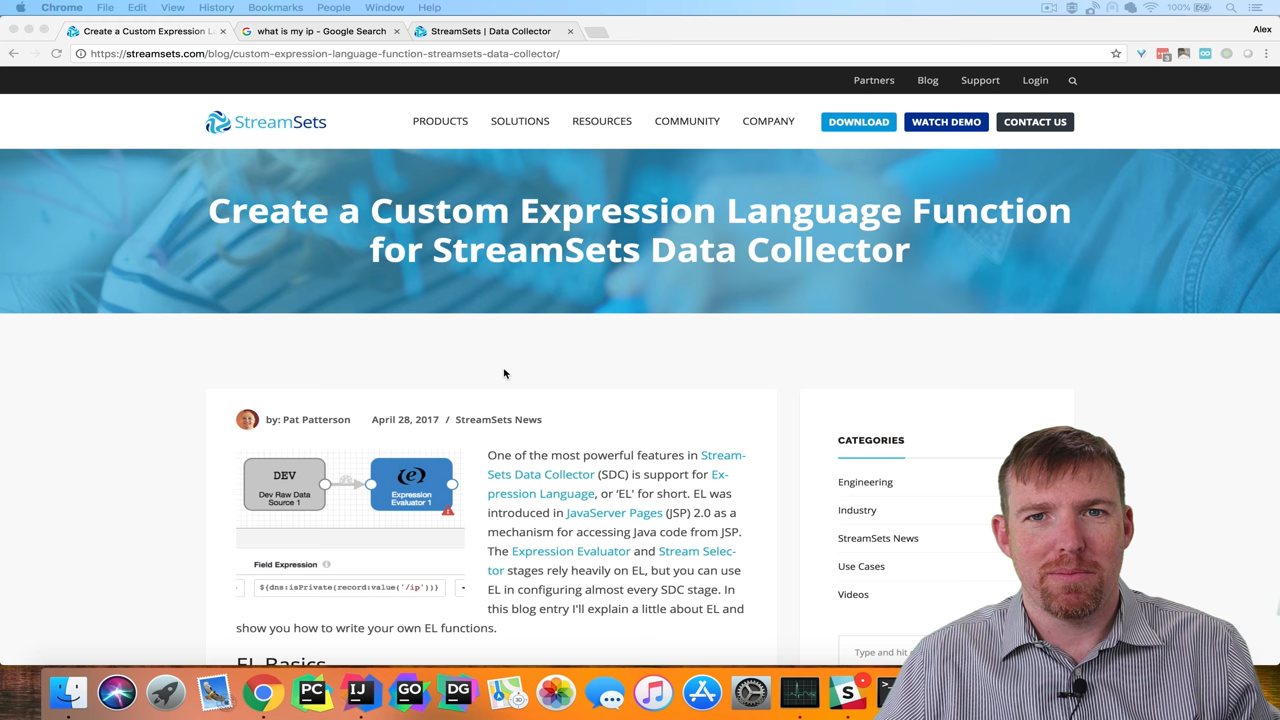 Chrome File Edit View History Bookmarks People Window Help 100%
Create a Custom Expression L what is my ip - Google Search StreamSets | Data Collector Alex
https://streamsets.com/blog/custom-expression-language-function-streamsets-data-collector/
Partners Blog Support Login
StreamSets PRODUCTS SOLUTIONS RESOURCES COMMUNITY COMPANY DOWNLOAD WATCH DEMO CONTACT US
Create a Custom Expression Language Function
for StreamSets Data Collector
by: Pat Patterson April 28, 2017 / StreamSets News
DEV
Dev Raw Data
Source 1
(e)
Expression
Evaluator 1
Field Expression
${dns:isPrivate(record:value('/ip'))}
One of the most powerful features in Stream-
Sets Data Collector (SDC) is support for Ex-
pression Language, or 'EL' for short. EL was
introduced in JavaServer Pages (JSP) 2.0 as a
mechanism for accessing Java code from JSP.
The Expression Evaluator and Stream Selec-
tor stages rely heavily on EL, but you can use
EL in configuring almost every SDC stage. In
this blog entry I'll explain a little about EL and
show you how to write your own EL functions.
EL Basics
CATEGORIES
Engineering
Industry
StreamSets News
Use Cases
Videos
Type and hit
PC IJ GO DG 3D S